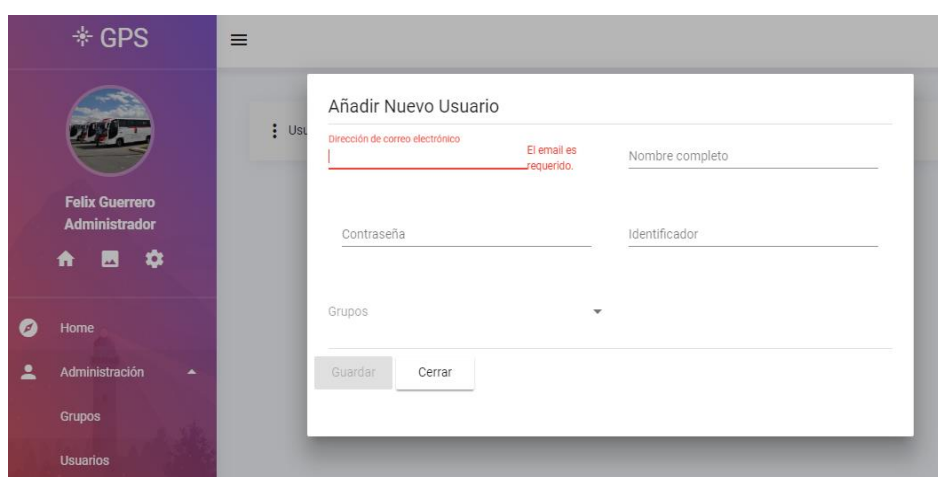 GPS
Felix Guerrero
Administrador
Home
Administración
Grupos
Usuarios
Usu
Añadir Nuevo Usuario
Dirección de correo electrónico
El email es
requerido.
Nombre completo
Contraseña
Identificador
Grupos
Guardar
Cerrar